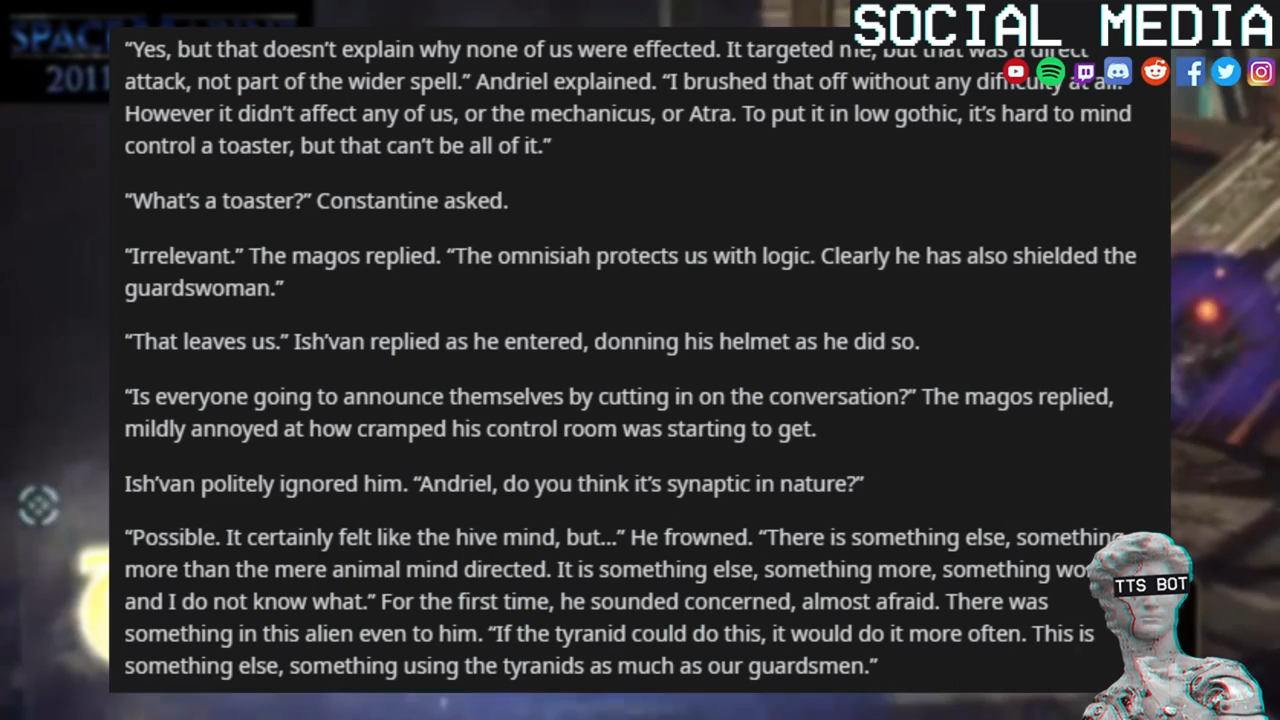 SOCIAL MEDIA
SPACE
2011
“Yes, but that doesn’t explain why none of us were effected. It targeted me, but that was a direct
attack, not part of the wider spell.” Andriel explained. “I brushed that off without any difficulty at all.
However it didn’t affect any of us, or the mechanicus, or Atra. To put it in low gothic, it’s hard to mind
control a toaster, but that can’t be all of it.”
“What’s a toaster?” Constantine asked.
“Irrelevant.” The magos replied. “The omnisiah protects us with logic. Clearly he has also shielded the
guardswoman.”
“That leaves us.” Ish’van replied as he entered, donning his helmet as he did so.
“Is everyone going to announce themselves by cutting in on the conversation?” The magos replied,
mildly annoyed at how cramped his control room was starting to get.
Ish’van politely ignored him. “Andriel, do you think it’s synaptic in nature?”
“Possible. It certainly felt like the hive mind, but...” He frowned. “There is something else, something
more than the mere animal mind directed. It is something else, something more, something
and I do not know what.” For the first time, he sounded concerned, almost afraid. There was
something in this alien even to him. “If the tyranid could do this, it would do it more often. This is
something else, something using the tyranids as much as our guardsmen.”
TTS BOT